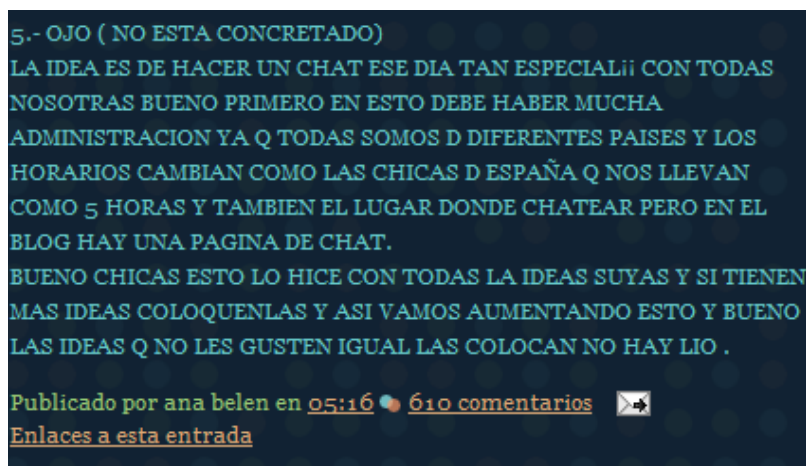 5.- OJO ( NO ESTA CONCRETADO)
LA IDEA ES DE HACER UN CHAT ESE DIA TAN ESPECIAL¡¡ CON TODAS
NOSOTRAS BUENO PRIMERO EN ESTO DEBE HABER MUCHA
ADMINISTRACION YA Q TODAS SOMOS D DIFERENTES PAISES Y LOS
HORARIOS CAMBIAN COMO LAS CHICAS D ESPAÑA Q NOS LLEVAN
COMO 5 HORAS Y TAMBIEN EL LUGAR DONDE CHATEAR PERO EN EL
BLOG HAY UNA PAGINA DE CHAT.
BUENO CHICAS ESTO LO HICE CON TODAS LA IDEAS SUYAS Y SI TIENEN
MAS IDEAS COLOQUENLAS Y ASI VAMOS AUMENTANDO ESTO Y BUENO
LAS IDEAS Q NO LES GUSTEN IGUAL LAS COLOCAN NO HAY LIO .
Publicado por ana belen en 05:16 610 comentarios
Enlaces a esta entrada